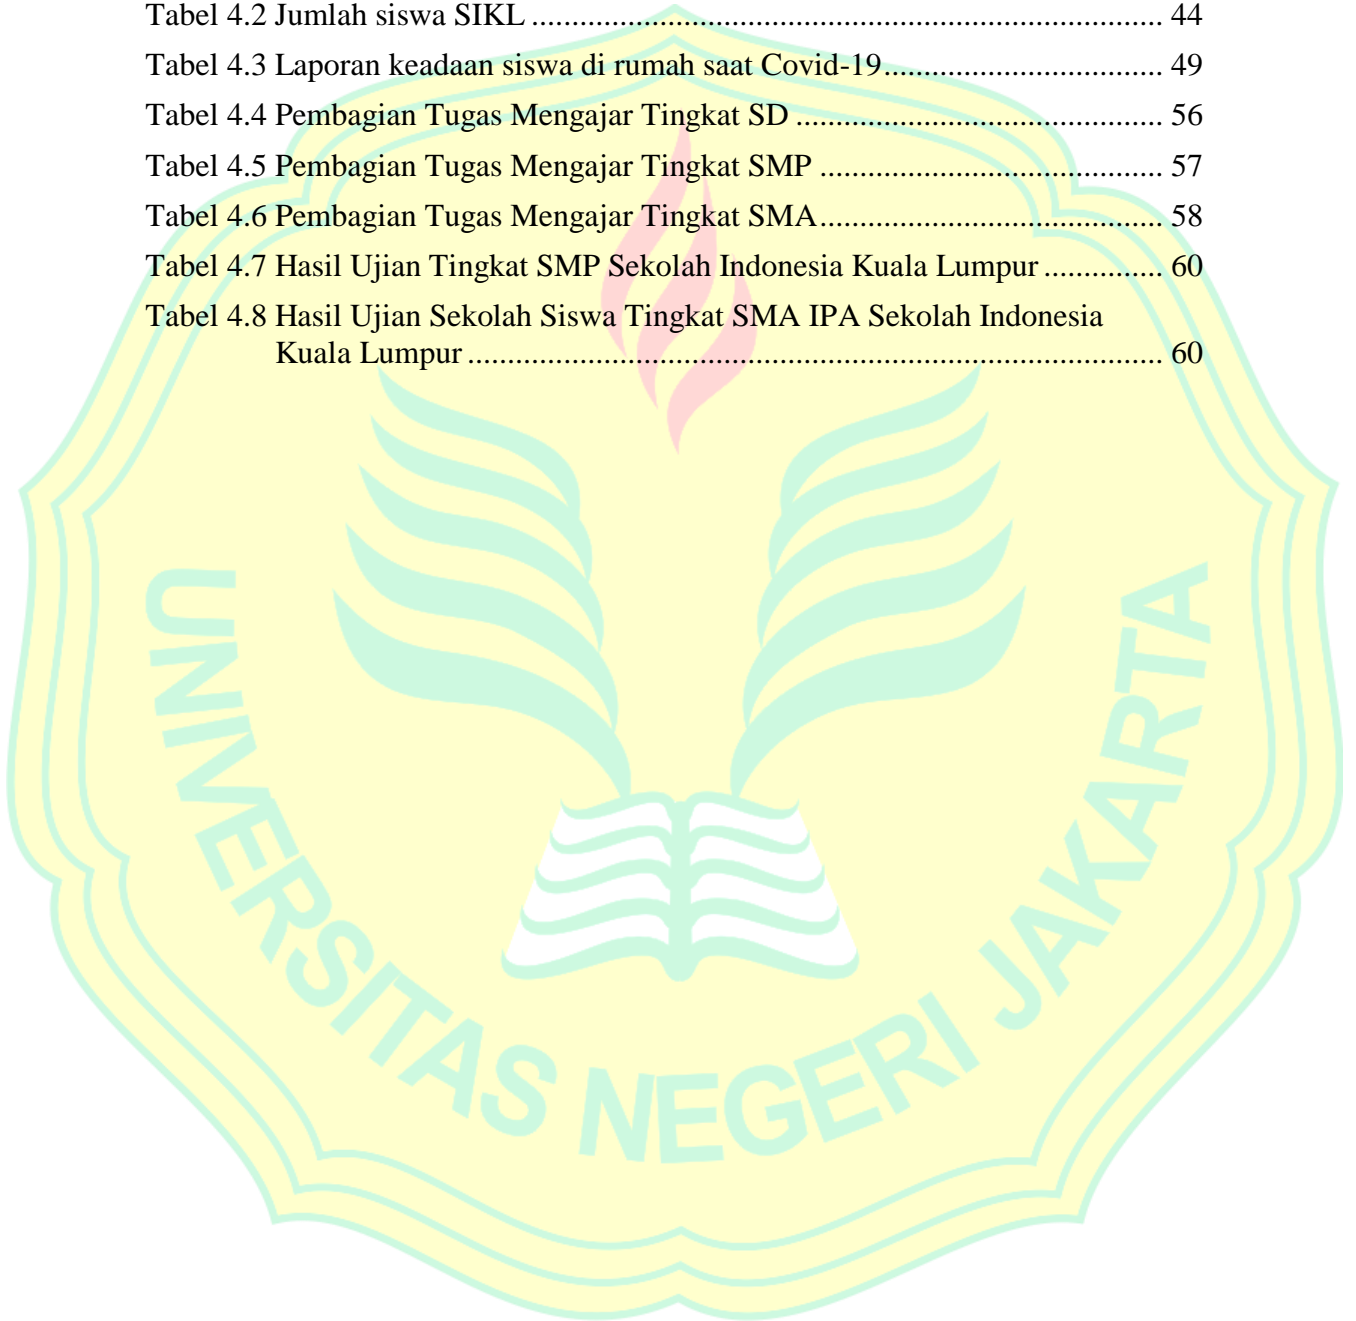 Tabel 4.2 Jumlah siswa SIKL ................................................................................ 44
Tabel 4.3 Laporan keadaan siswa di rumah saat Covid-19................................... 49
Tabel 4.4 Pembagian Tugas Mengajar Tingkat SD .............................................. 56
Tabel 4.5 Pembagian Tugas Mengajar Tingkat SMP ........................................... 57
Tabel 4.6 Pembagian Tugas Mengajar Tingkat SMA........................................... 58
Tabel 4.7 Hasil Ujian Tingkat SMP Sekolah Indonesia Kuala Lumpur ............... 60
Tabel 4.8 Hasil Ujian Sekolah Siswa Tingkat SMA IPA Sekolah Indonesia
Kuala Lumpur ........................................................................................ 60
UNIVERSITAS NEGERI JAKARTA